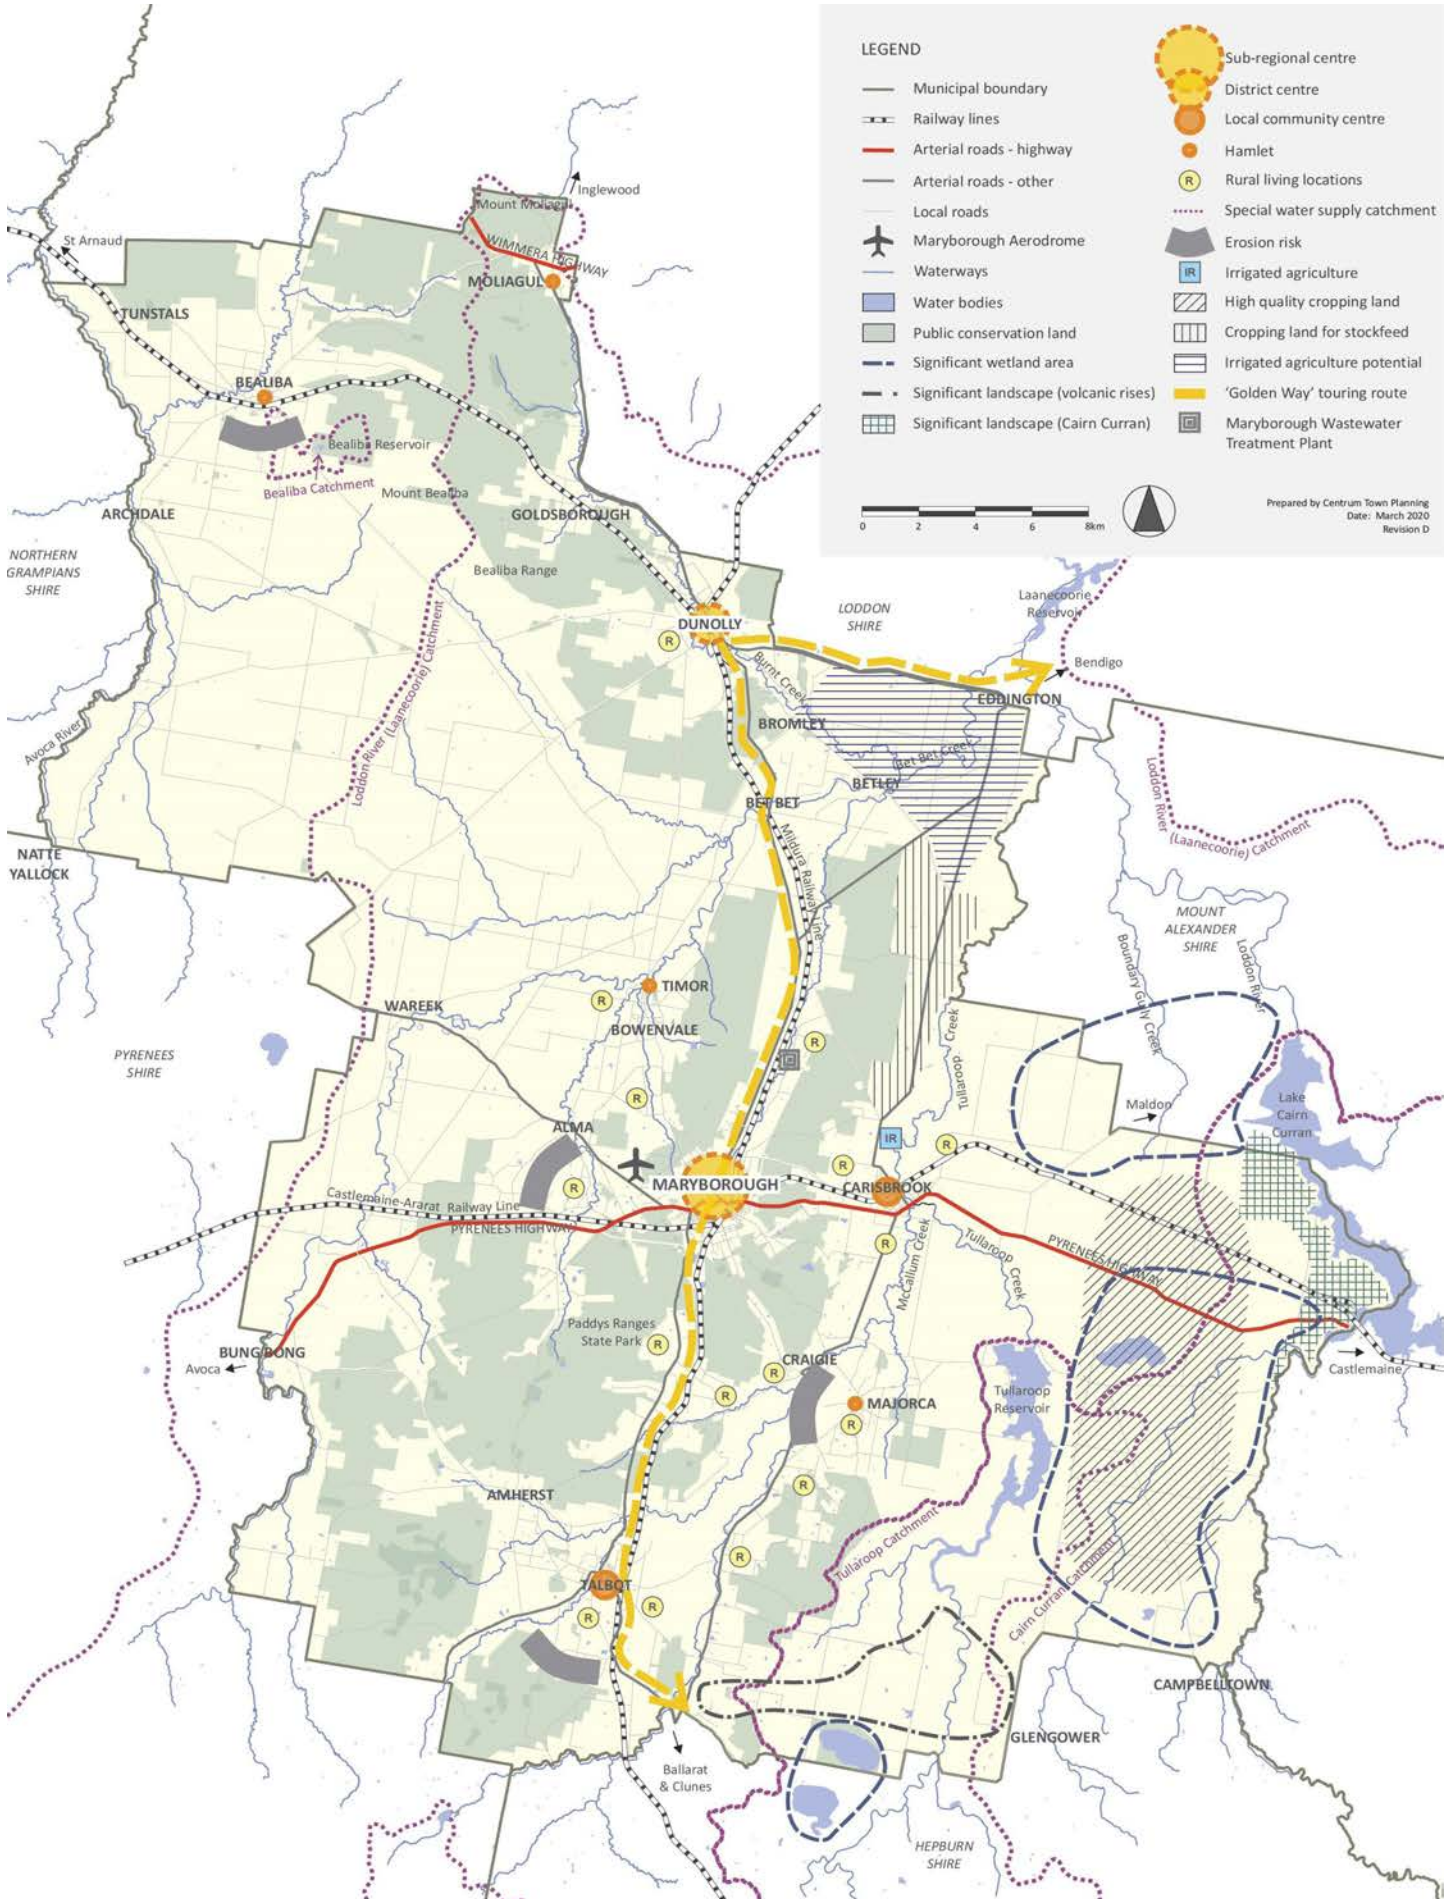 LEGEND
Municipal boundary
Railway lines
Arterial roads - highway
Arterial roads - other
Local roads
Maryborough Aerodrome
Waterways
Water bodies
Public conservation land
Significant wetland area
Significant landscape (volcanic rises)
Significant landscape (Cairn Curran)
Sub-regional centre
District centre
Local community centre
Hamlet
R
Rural living locations
Special water supply catchment
Erosion risk
IR
Irrigated agriculture
High quality cropping land
Cropping land for stockfeed
Irrigated agriculture potential
'Golden Way' touring route
Maryborough Wastewater
Treatment Plant
0 2 4 6 8km
Prepared by Centrum Town Planning
Date: March 2020
Revision D
Inglewood
Mount Moliagul
St Arnaud
WIMMERA HIGHWAY
MOLIAGUL
TUNSTALS
BEALIBA
Bealiba Reservoir
Bealiba Catchment
Mount Bealiba
ARCHDALE
GOLDSBOROUGH
NORTHERN
GRAMPIANS
SHIRE
Bealiba Range
Laanecoorie
Reservoir
LODDON
SHIRE
DUNOLLY
R
Burnt Creek
Bendigo
EDDINGTON
Loddon River (Laanecoorie) Catchment
Avoca River
BROMLEY
Bet Bet Creek
BETLEY
BET BET
Loddon River
(Laanecoorie) Catchment
Mildura Railway Line
NATTE
YALLOCK
MOUNT
ALEXANDER
SHIRE
Boundary Gully Creek
Loddon River
TIMOR
R
WAREEK
BOWENVALE
R
PYRENEES
SHIRE
Tullaroop Creek
R
Maldon
Lake
Cairn
Curran
ALMA
IR
R
R
MARYBOROUGH
CARISBROOK
R
Castlemaine-Ararat Railway Line
PYRENEES HIGHWAY
R
McCallum Creek
Tullaroop Creek
PYRENEES HIGHWAY
Paddys Ranges
State Park
R
BUNG BONG
Avoca
CRAIGIE
R
Castlemaine
R
MAJORCA
R
Tullaroop
Reservoir
R
AMHERST
Tullaroop Catchment
R
Cairn Curran Catchment
TALBOT
R
R
CAMPBELLTOWN
GLENGOWER
Ballarat
& Clunes
HEPBURN
SHIRE